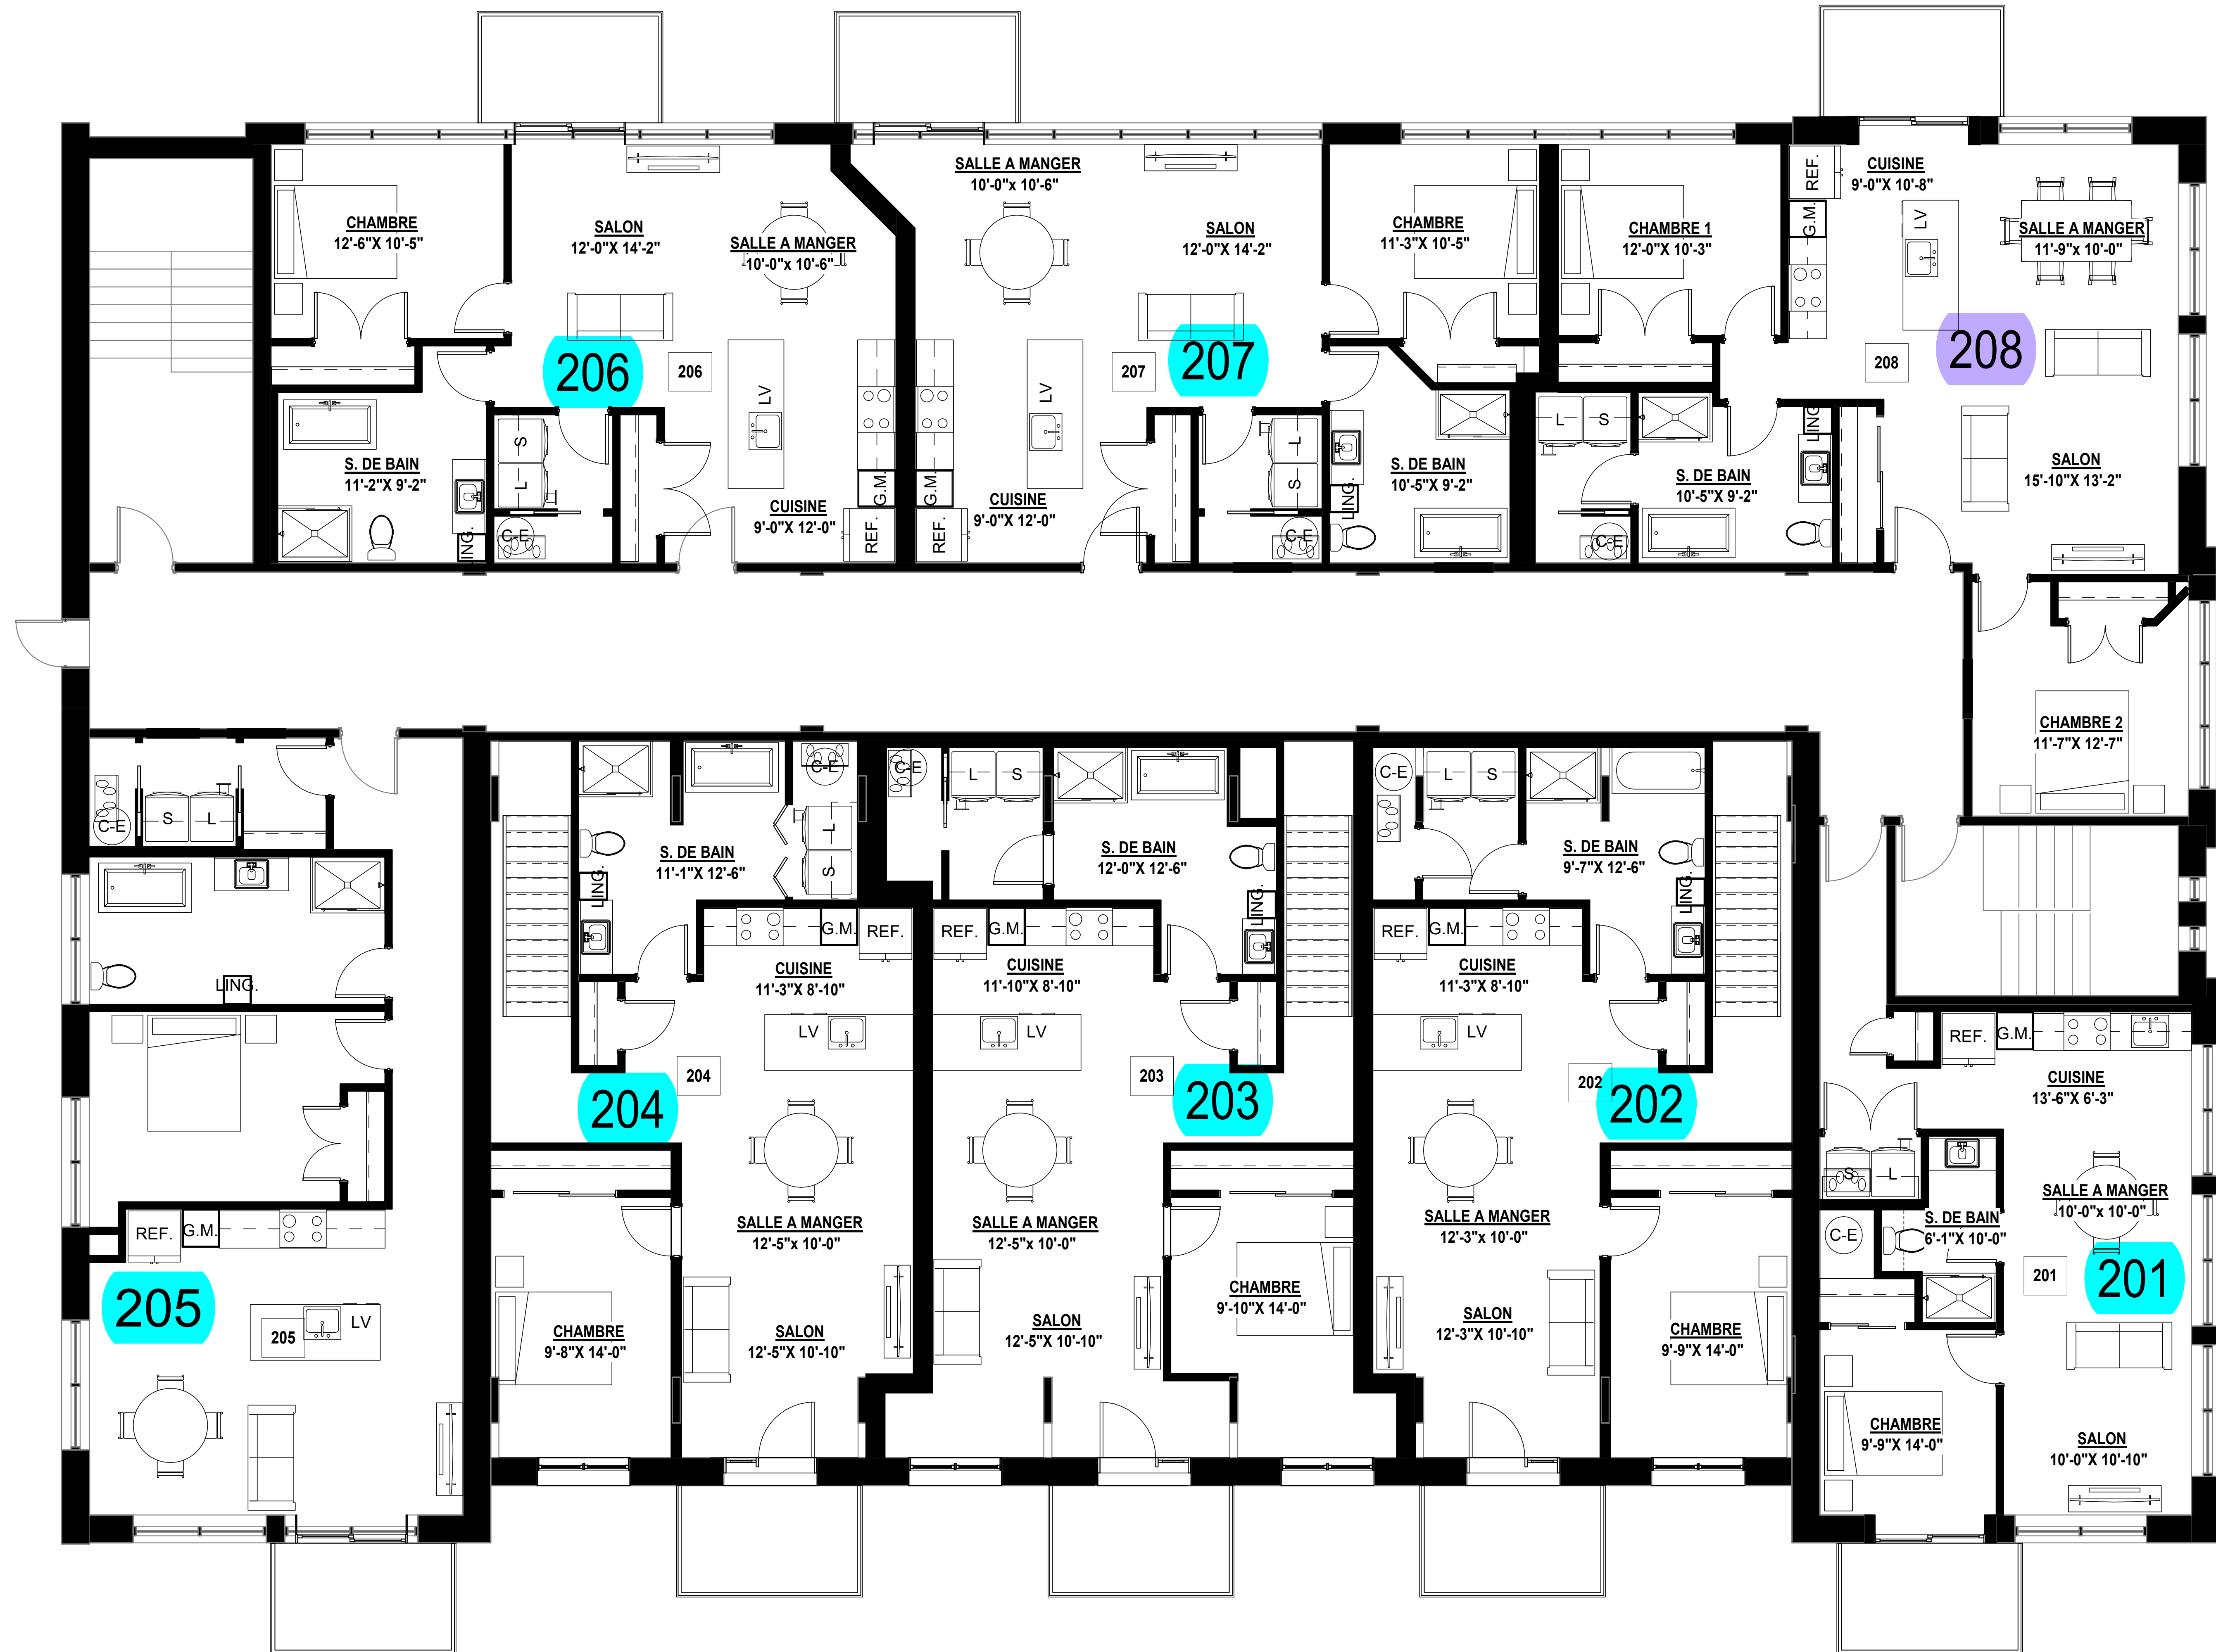 CHAMBRE
12'-6"X 10'-5"
SALON
12'-0"X 14'-2"
SALLE A MANGER
10'-0"x 10'-6"
206
206
LV
S
L
C-E
S. DE BAIN
11'-2"X 9'-2"
LING.
CUISINE
9'-0"X 12'-0"
G.M.
REF.
SALLE A MANGER
10'-0"x 10'-6"
SALON
12'-0"X 14'-2"
207
207
LV
G.M.
REF.
CUISINE
9'-0"X 12'-0"
L
S
C-E
CHAMBRE
11'-3"X 10'-5"
S. DE BAIN
10'-5"X 9'-2"
LING.
CHAMBRE 1
12'-0"X 10'-3"
L
S
C-E
S. DE BAIN
10'-5"X 9'-2"
LING.
REF.
G.M.
CUISINE
9'-0"X 10'-8"
LV
SALLE A MANGER
11'-9"x 10'-0"
208
208
SALON
15'-10"X 13'-2"
CHAMBRE 2
11'-7"X 12'-7"
C-E
S
L
LING.
REF.
G.M.
205
205
LV
C-E
L
S
S. DE BAIN
11'-1"X 12'-6"
LING.
G.M.
REF.
CUISINE
11'-3"X 8'-10"
LV
204
204
SALLE A MANGER
12'-5"x 10'-0"
CHAMBRE
9'-8"X 14'-0"
SALON
12'-5"X 10'-10"
C-E
L
S
S. DE BAIN
12'-0"X 12'-6"
LING.
REF.
G.M.
CUISINE
11'-10"X 8'-10"
LV
203
203
SALLE A MANGER
12'-5"x 10'-0"
CHAMBRE
9'-10"X 14'-0"
SALON
12'-5"X 10'-10"
C-E
L
S
S. DE BAIN
9'-7"X 12'-6"
LING.
REF.
G.M.
CUISINE
11'-3"X 8'-10"
LV
202
202
SALLE A MANGER
12'-3"x 10'-0"
SALON
12'-3"X 10'-10"
CHAMBRE
9'-9"X 14'-0"
REF.
G.M.
CUISINE
13'-6"X 6'-3"
S
L
SALLE A MANGER
10'-0"x 10'-0"
S. DE BAIN
6'-1"X 10'-0"
C-E
201
201
CHAMBRE
9'-9"X 14'-0"
SALON
10'-0"X 10'-10"